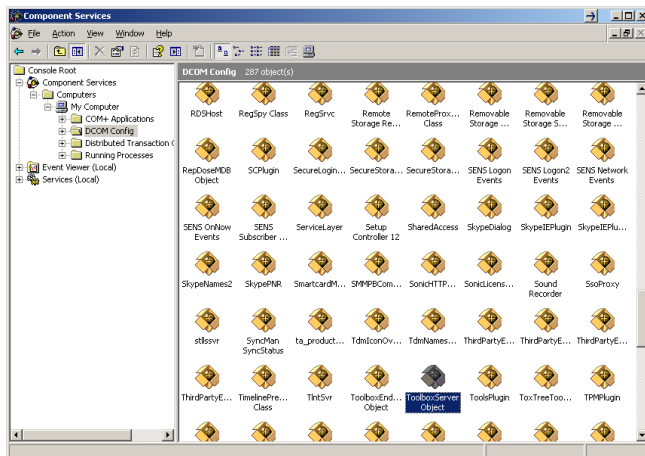 Component Services
File Action View Window Help
Console Root
Component Services
Computers
My Computer
COM+ Applications
DCOM Config
Distributed Transaction (
Running Processes
Event Viewer (Local)
Services (Local)
DCOM Config 287 object(s)
RDSHost RegSpy Class RegSrvc Remote Storage Re... RemoteProx... Class Removable Storage ... Removable Storage S... Removable Storage ...
RepDoseMDB Object SCPlugin SecureLogin... SecureStora... SecureStora... SENS Logon Events SENS Logon2 Events SENS Network Events
SENS OnNow Events SENS Subscriber ... ServiceLayer Setup Controller 12 SharedAccess SkypeDialog SkypeIEPlugin SkypeIEPlu...
SkypeNames2 SkypePNR SmartcardM... SMMPBCom... SonicHTTP... SonicLicens... Sound Recorder SsoProxy
stllssvr SyncMan SyncStatus ta_product... TdmIconOv... TdmNames... ThirdPartyE... ThirdPartyE... ThirdPartyE...
ThirdPartyE... TimelinePre... Class TlntSvr ToolboxEnd... Object ToolboxServer Object ToolsPlugin ToxTreeToo... TPMPlugin